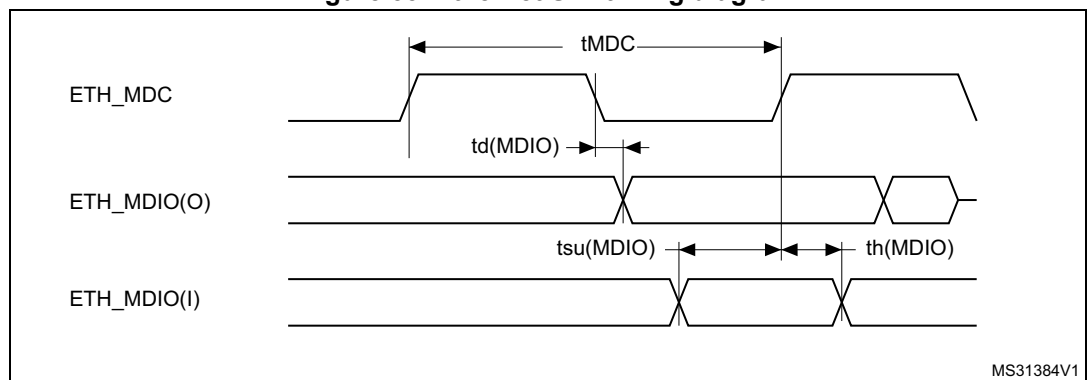 tMDC
ETH_MDC
td(MDIO)
ETH_MDIO(O)
tsu(MDIO)
th(MDIO)
ETH_MDIO(I)
MS31384V1